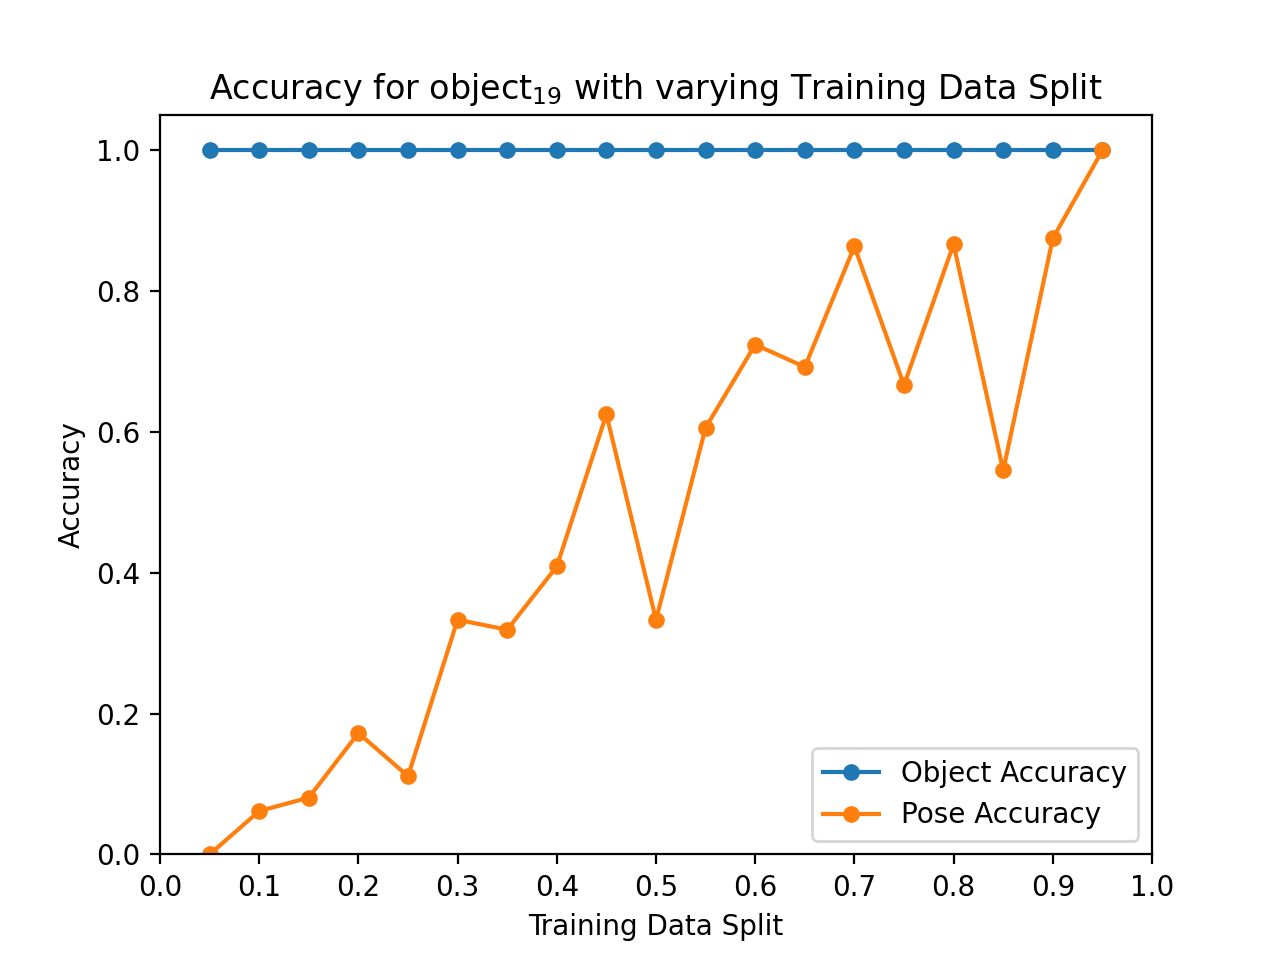 Accuracy for object₁₉ with varying Training Data Split
1.0
0.8
0.6
0.4
0.2
0.0
Accuracy
Object Accuracy
Pose Accuracy
0.0 0.1 0.2 0.3 0.4 0.5 0.6 0.7 0.8 0.9 1.0
Training Data Split